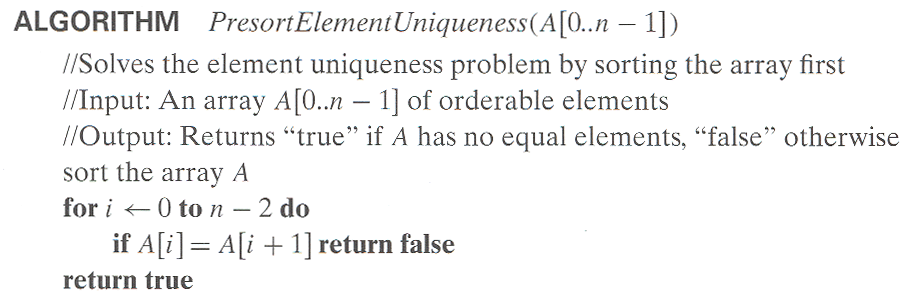 ALGORITHM PresortElementUniqueness(A[0..n − 1])
//Solves the element uniqueness problem by sorting the array first
//Input: An array A[0..n − 1] of orderable elements
//Output: Returns “true” if A has no equal elements, “false” otherwise
sort the array A
for i ← 0 to n − 2 do
if A[i] = A[i + 1] return false
return true